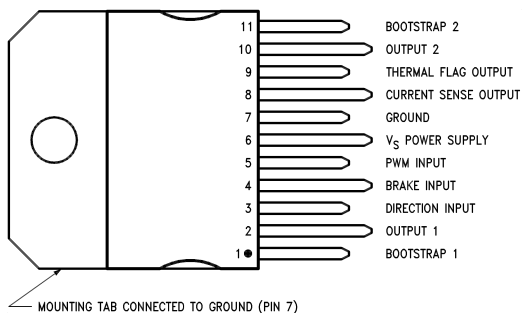 11 BOOTSTRAP 2
10 OUTPUT 2
9 THERMAL FLAG OUTPUT
8 CURRENT SENSE OUTPUT
7 GROUND
6 VS POWER SUPPLY
5 PWM INPUT
4 BRAKE INPUT
3 DIRECTION INPUT
2 OUTPUT 1
1 BOOTSTRAP 1
MOUNTING TAB CONNECTED TO GROUND (PIN 7)